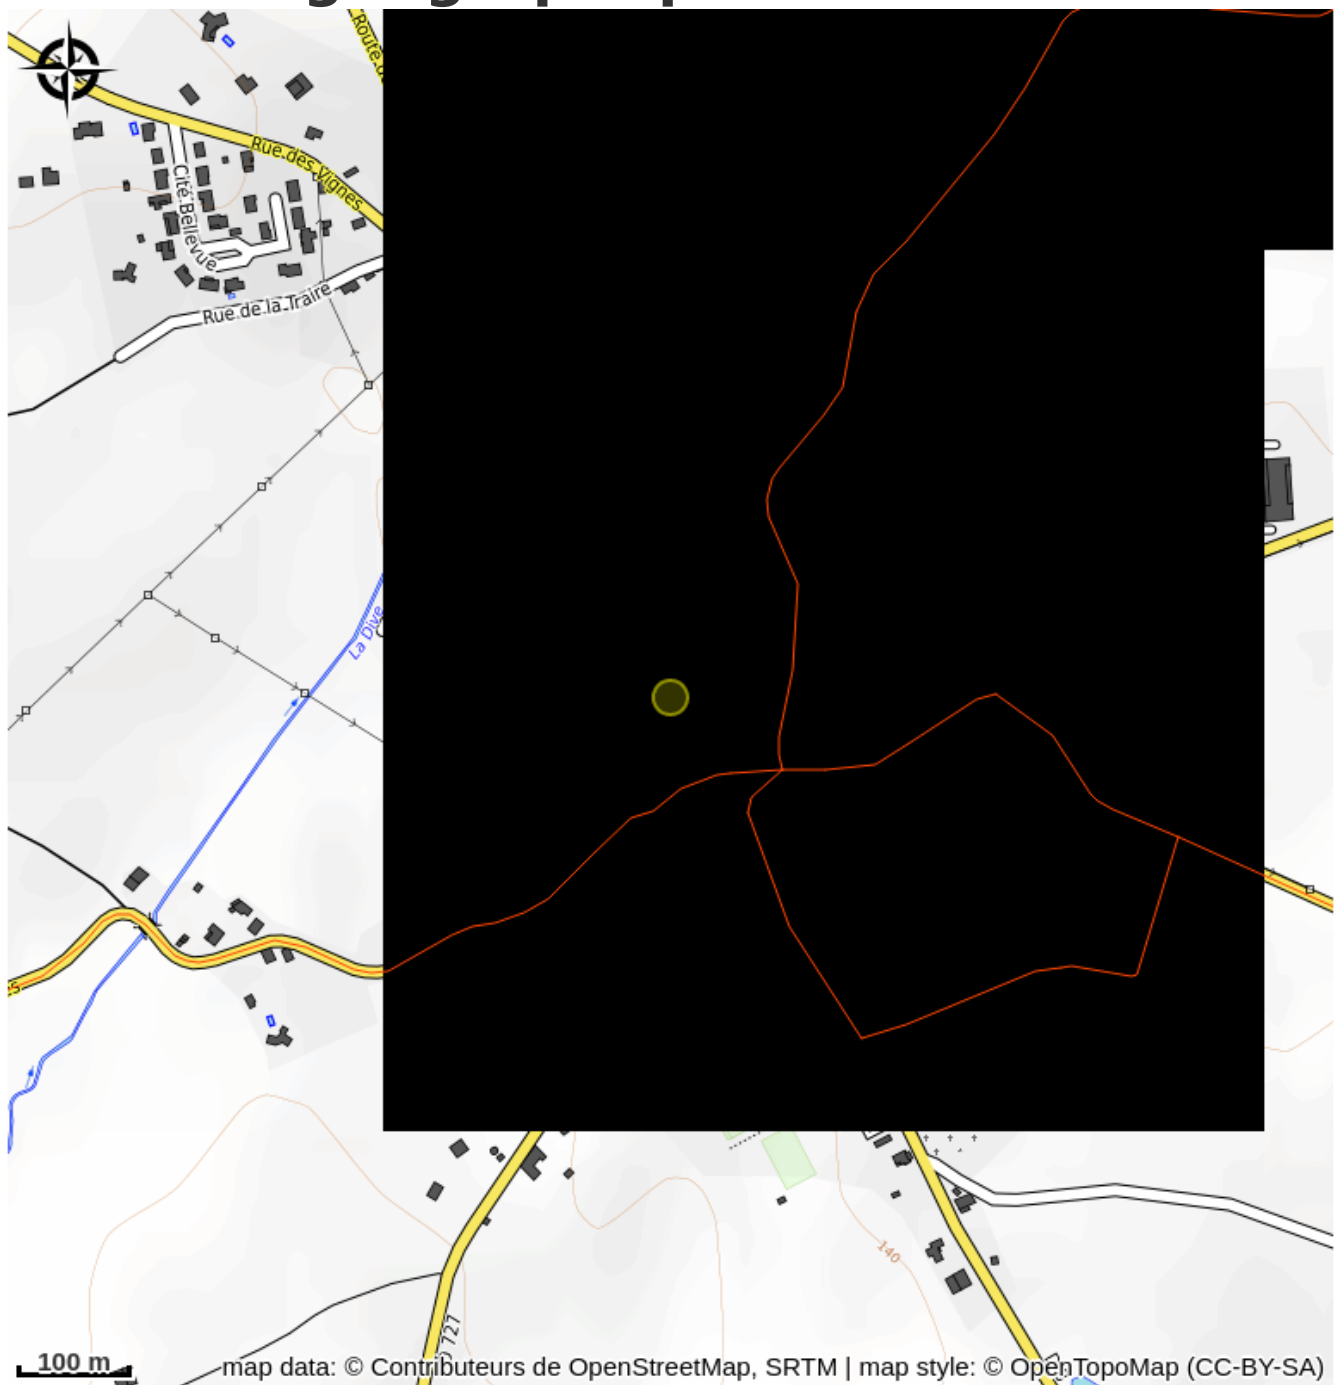 Route d
Rue des Vignes
Cité Bellevue
Rue de la Traire
La Dive
140
727
100 m
map data: © Contributeurs de OpenStreetMap, SRTM | map style: © OpenTopoMap (CC-BY-SA)